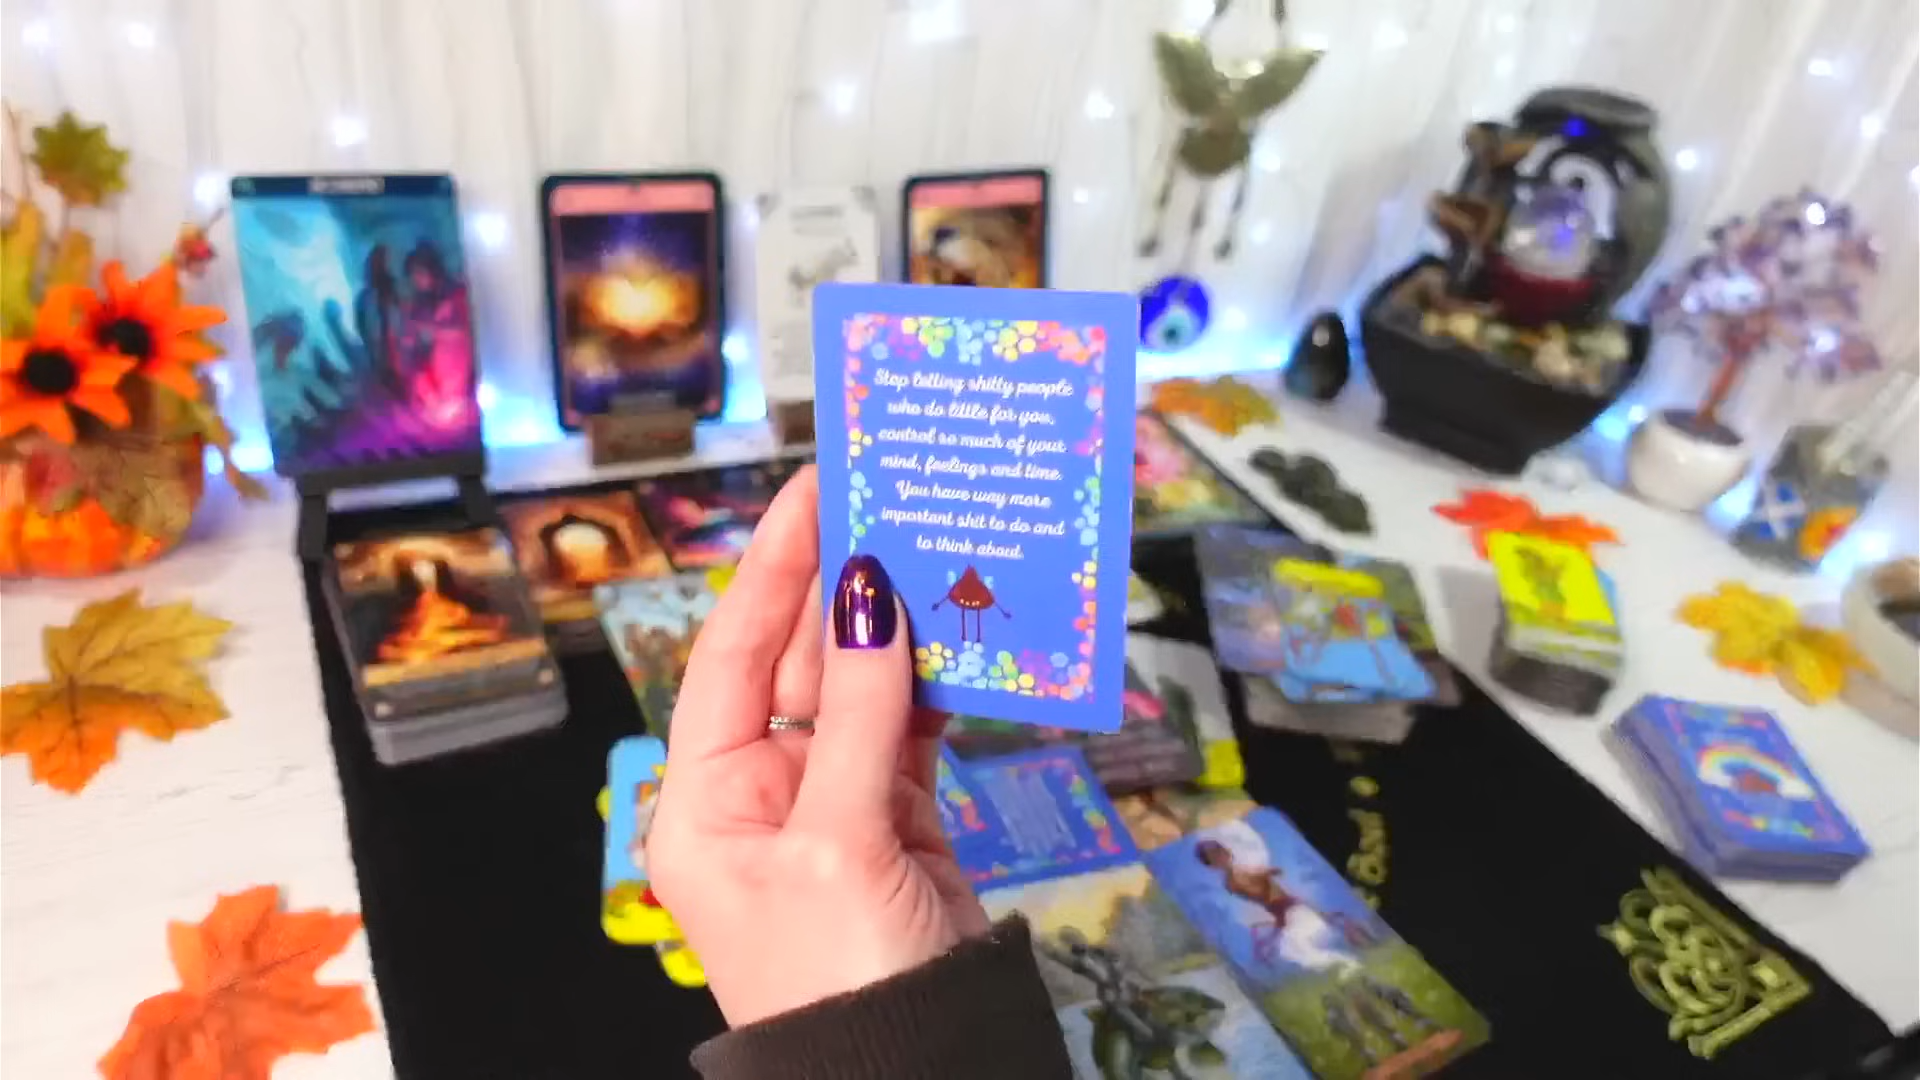 Stop letting shitty people
who do little for you,
control so much of your
mind, feelings and time.
You have way more
important shit to do and
to think about.